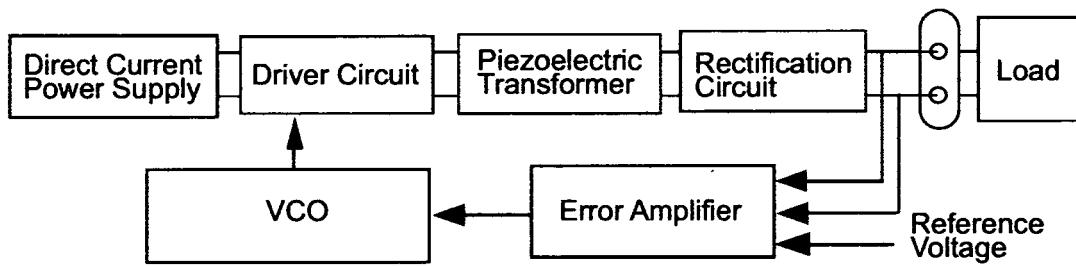 Direct Current
Power Supply
Driver Circuit
Piezoelectric
Transformer
Rectification
Circuit
Load
VCO
Error Amplifier
Reference
Voltage